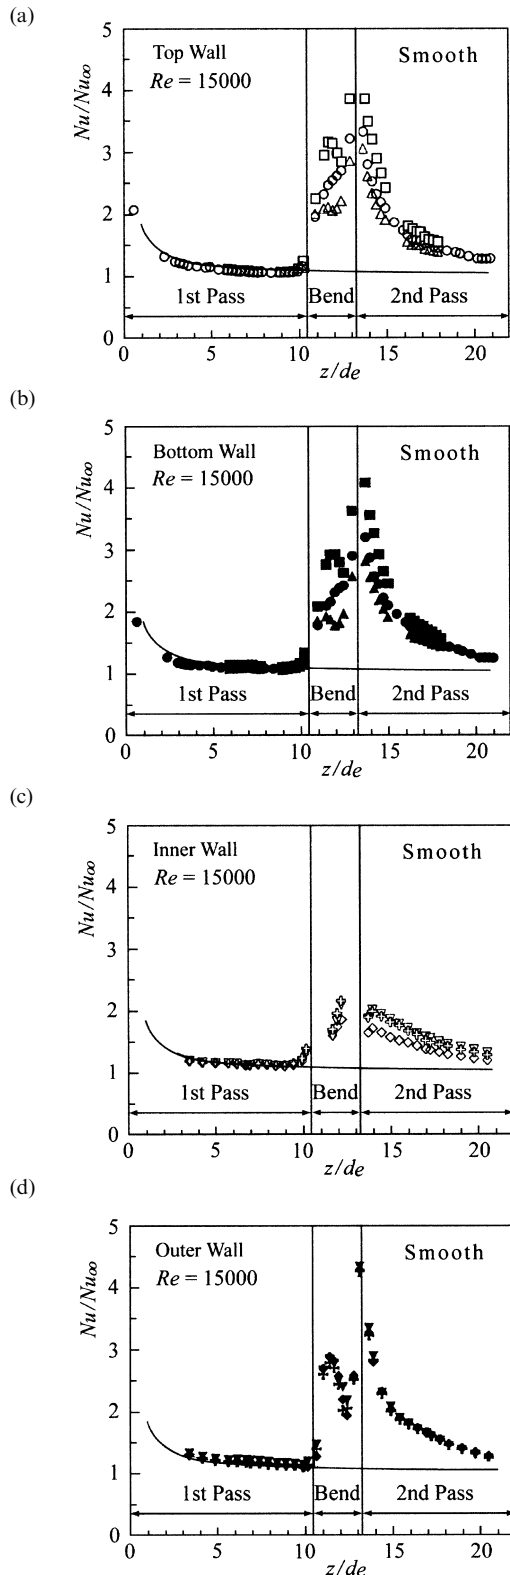 (a)
5
4
3
2
1
0
Nu/Nu∞
Top Wall
Re = 15000
Smooth
1st Pass
Bend
2nd Pass
0 5 10 15 20
z/de
(b)
5
4
3
2
1
0
Nu/Nu∞
Bottom Wall
Re = 15000
Smooth
1st Pass
Bend
2nd Pass
0 5 10 15 20
z/de
(c)
5
4
3
2
1
0
Nu/Nu∞
Inner Wall
Re = 15000
Smooth
1st Pass
Bend
2nd Pass
0 5 10 15 20
z/de
(d)
5
4
3
2
1
0
Nu/Nu∞
Outer Wall
Re = 15000
Smooth
1st Pass
Bend
2nd Pass
0 5 10 15 20
z/de